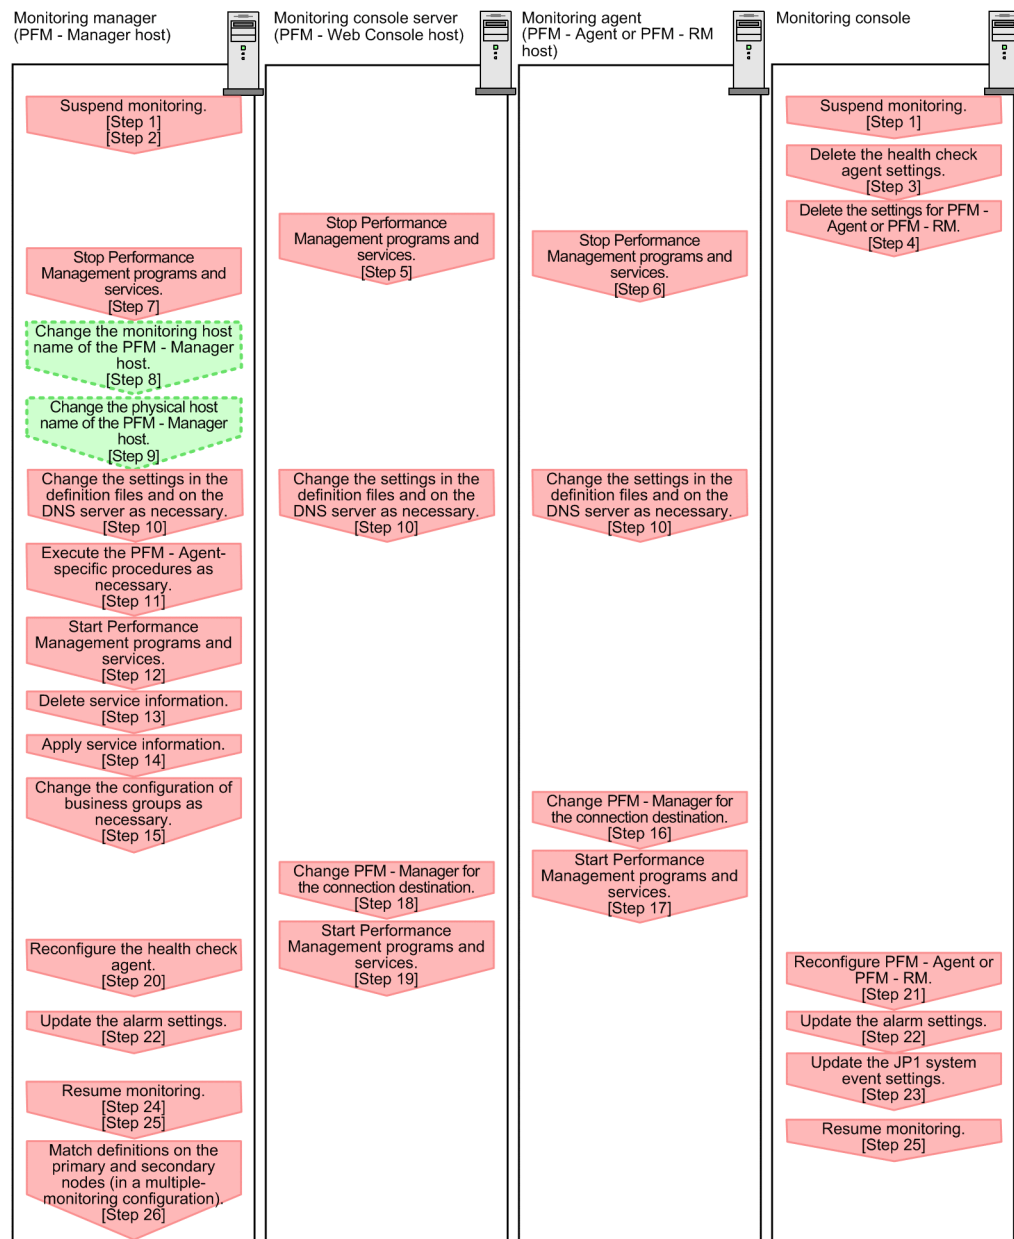 Monitoring manager
(PFM - Manager host)
Suspend monitoring.
[Step 1]
[Step 2]
Stop Performance
Management programs and
services.
[Step 7]
Change the monitoring host
name of the PFM - Manager
host.
[Step 8]
Change the physical host
name of the PFM - Manager
host.
[Step 9]
Change the settings in the
definition files and on the
DNS server as necessary.
[Step 10]
Execute the PFM - Agent-
specific procedures as
necessary.
[Step 11]
Start Performance
Management programs and
services.
[Step 12]
Delete service information.
[Step 13]
Apply service information.
[Step 14]
Change the configuration of
business groups as
necessary.
[Step 15]
Reconfigure the health check
agent.
[Step 20]
Update the alarm settings.
[Step 22]
Resume monitoring.
[Step 24]
[Step 25]
Match definitions on the
primary and secondary
nodes (in a multiple-
monitoring configuration).
[Step 26]
Monitoring console server
(PFM - Web Console host)
Stop Performance
Management programs and
services.
[Step 5]
Change the settings in the
definition files and on the
DNS server as necessary.
[Step 10]
Change PFM - Manager for
the connection destination.
[Step 18]
Start Performance
Management programs and
services.
[Step 19]
Monitoring agent
(PFM - Agent or PFM - RM
host)
Stop Performance
Management programs and
services.
[Step 6]
Change the settings in the
definition files and on the
DNS server as necessary.
[Step 10]
Change PFM - Manager for
the connection destination.
[Step 16]
Start Performance
Management programs and
services.
[Step 17]
Monitoring console
Suspend monitoring.
[Step 1]
Delete the health check
agent settings.
[Step 3]
Delete the settings for PFM -
Agent or PFM - RM.
[Step 4]
Reconfigure PFM - Agent or
PFM - RM.
[Step 21]
Update the alarm settings.
[Step 22]
Update the JP1 system
event settings.
[Step 23]
Resume monitoring.
[Step 25]